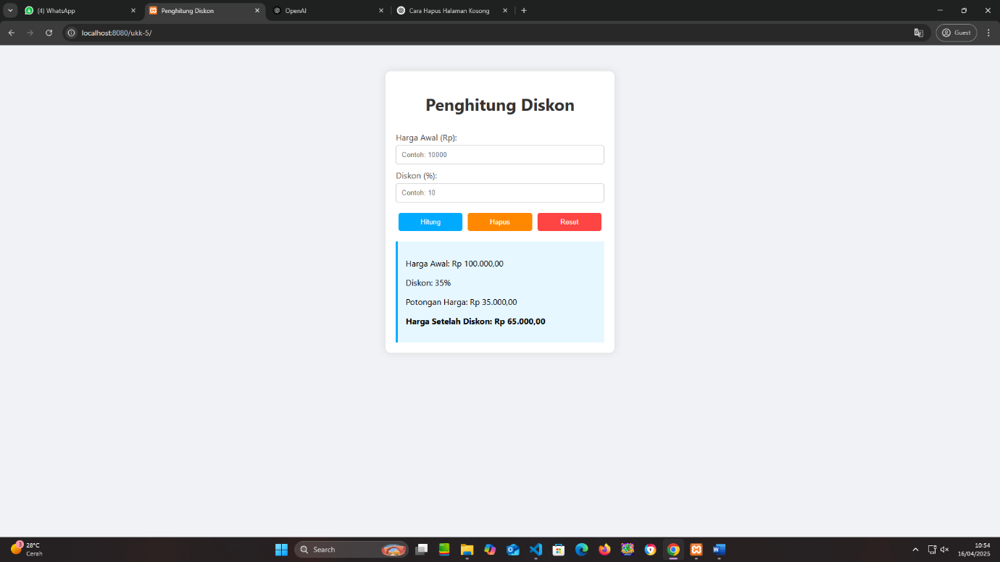 (4) WhatsApp
Penghitung Diskon
OpenAI
Cara Hapus Halaman Kosong
localhost:8080/ukk-5/
Guest
Penghitung Diskon
Harga Awal (Rp):
Contoh: 10000
Diskon (%):
Contoh: 10
Hitung Hapus Reset
Harga Awal: Rp 100.000,00
Diskon: 35%
Potongan Harga: Rp 35.000,00
Harga Setelah Diskon: Rp 65.000,00
3
28°C
Cerah
Search
10:54
16/04/2025